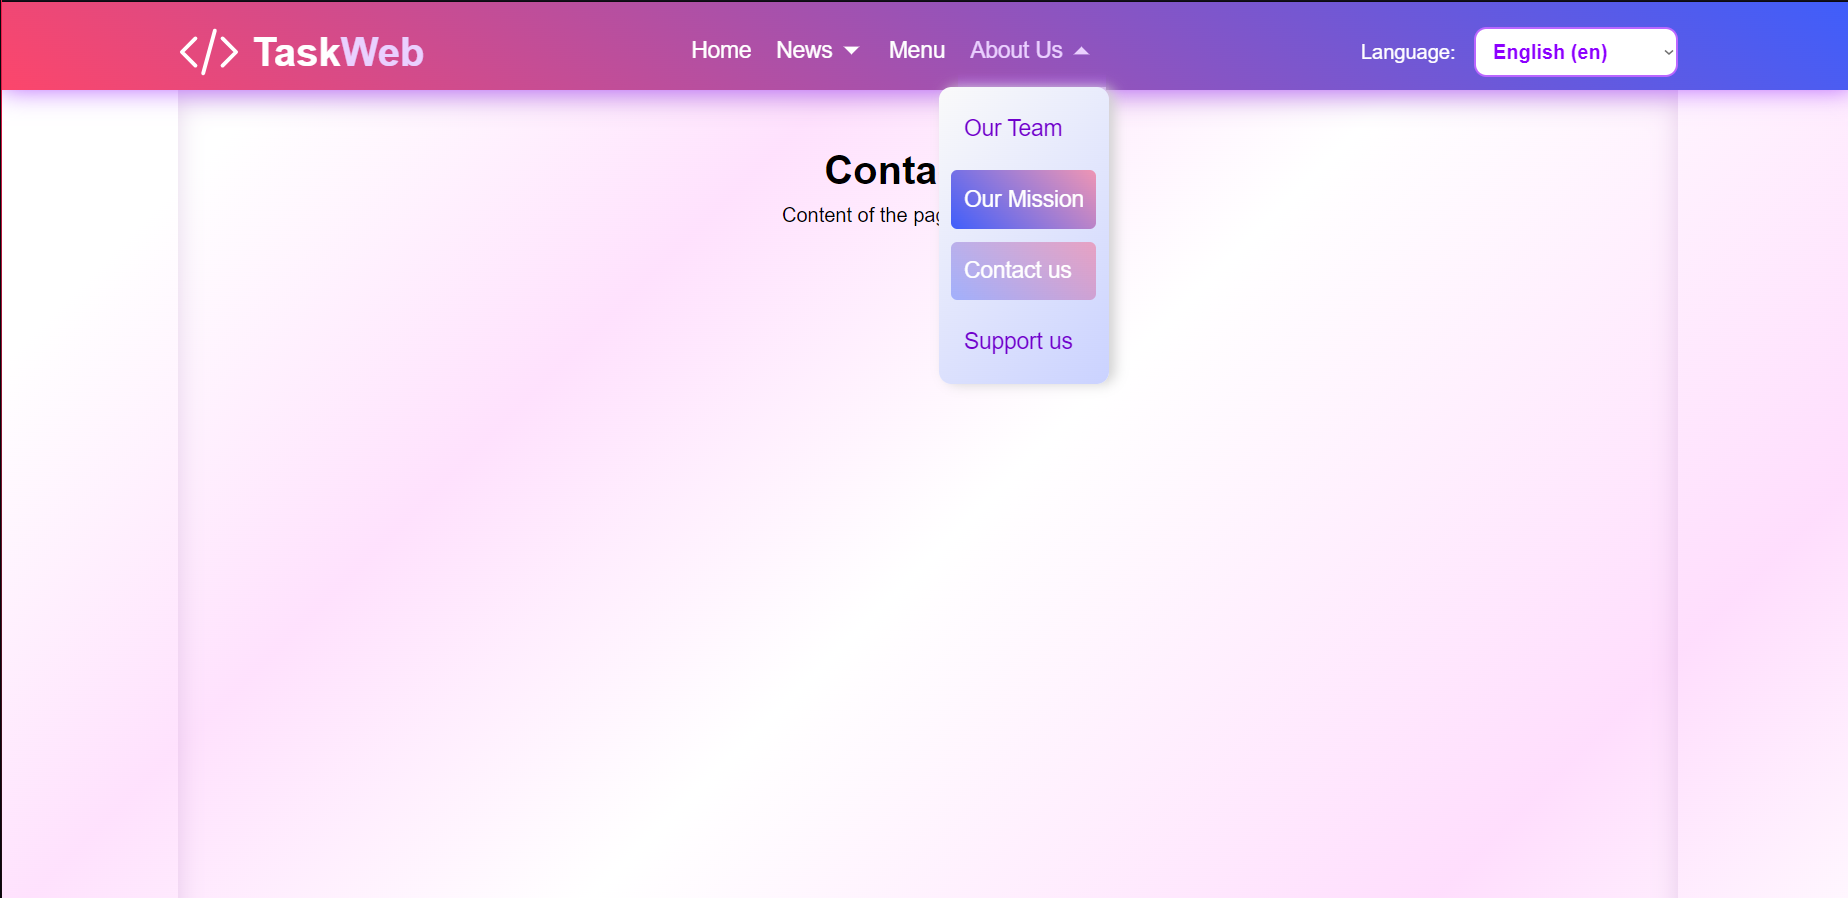 </> TaskWeb
Home News Menu About Us
Language: English (en)
Our Team
Our Mission
Contact us
Support us
Conta
Content of the